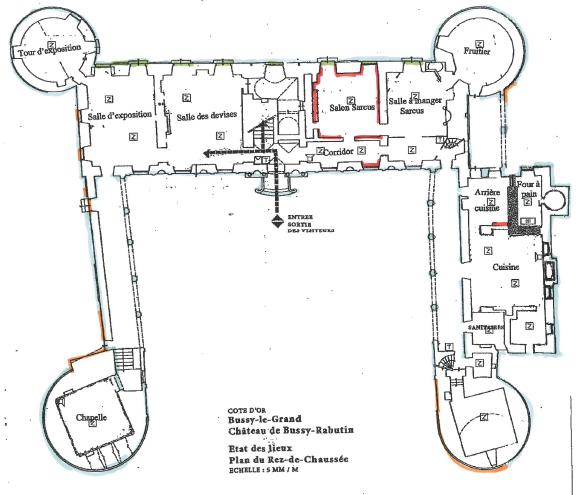 Tour d'exposition
Fruitier
Salle d'exposition
Salle des devises
Salon Sarcus
Salle à manger
Sarcus
Corridor
ENTREE
SORTIE
DES VISITEURS
Arrière
cuisine
Four à
pain
Cuisine
SANITAIRES
Chapelle
COTE D'OR
Bussy-le-Grand
Château de Bussy-Rabutin
Etat des lieux
Plan du Rez-de-Chaussée
ECHELLE : 5 MM / M